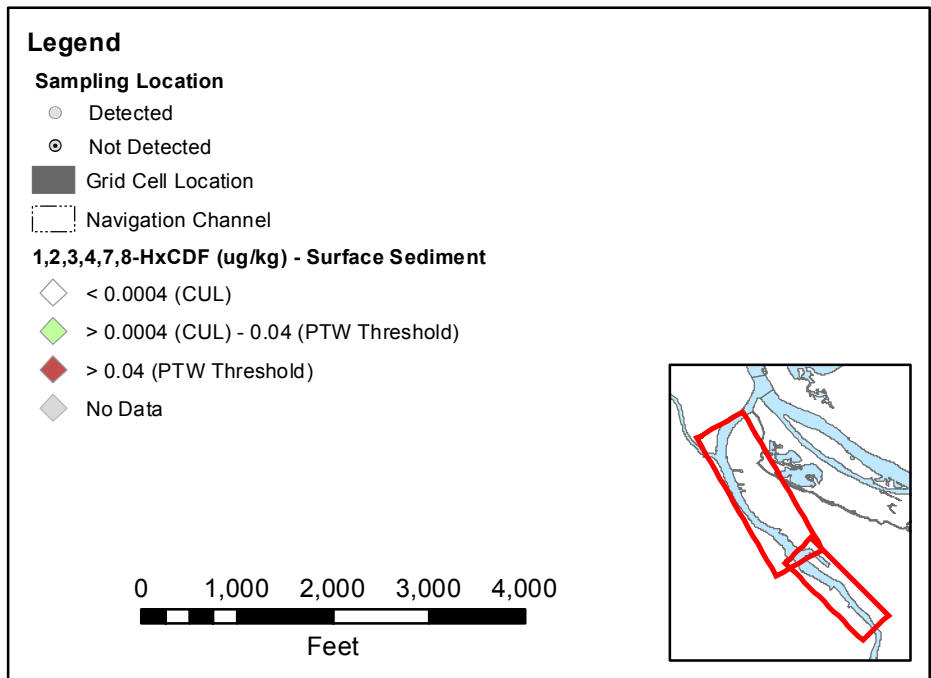 Legend
Sampling Location
Detected
Not Detected
Grid Cell Location
Navigation Channel
1,2,3,4,7,8-HxCDF (ug/kg) - Surface Sediment
< 0.0004 (CUL)
> 0.0004 (CUL) - 0.04 (PTW Threshold)
> 0.04 (PTW Threshold)
No Data
0 1,000 2,000 3,000 4,000
Feet